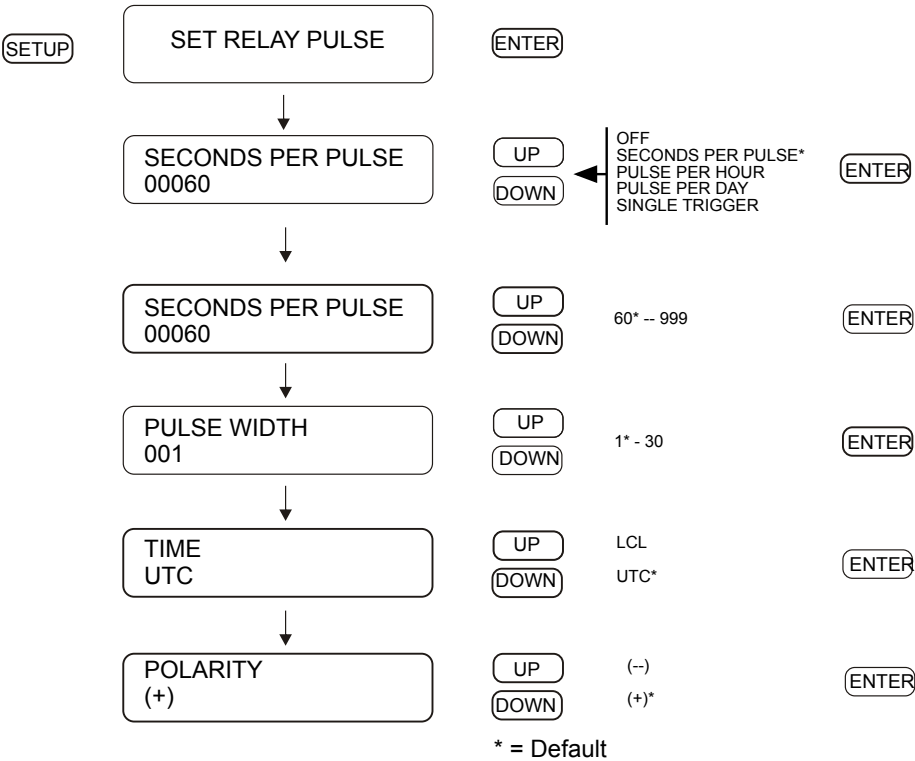 SETUP
SET RELAY PULSE
ENTER
SECONDS PER PULSE
00060
UP
DOWN
OFF
SECONDS PER PULSE*
PULSE PER HOUR
PULSE PER DAY
SINGLE TRIGGER
ENTER
SECONDS PER PULSE
00060
UP
DOWN
60* -- 999
ENTER
PULSE WIDTH
001
UP
DOWN
1* - 30
ENTER
TIME
UTC
UP
DOWN
LCL
UTC*
ENTER
POLARITY
(+)
UP
DOWN
(--)
(+)*
ENTER
* = Default